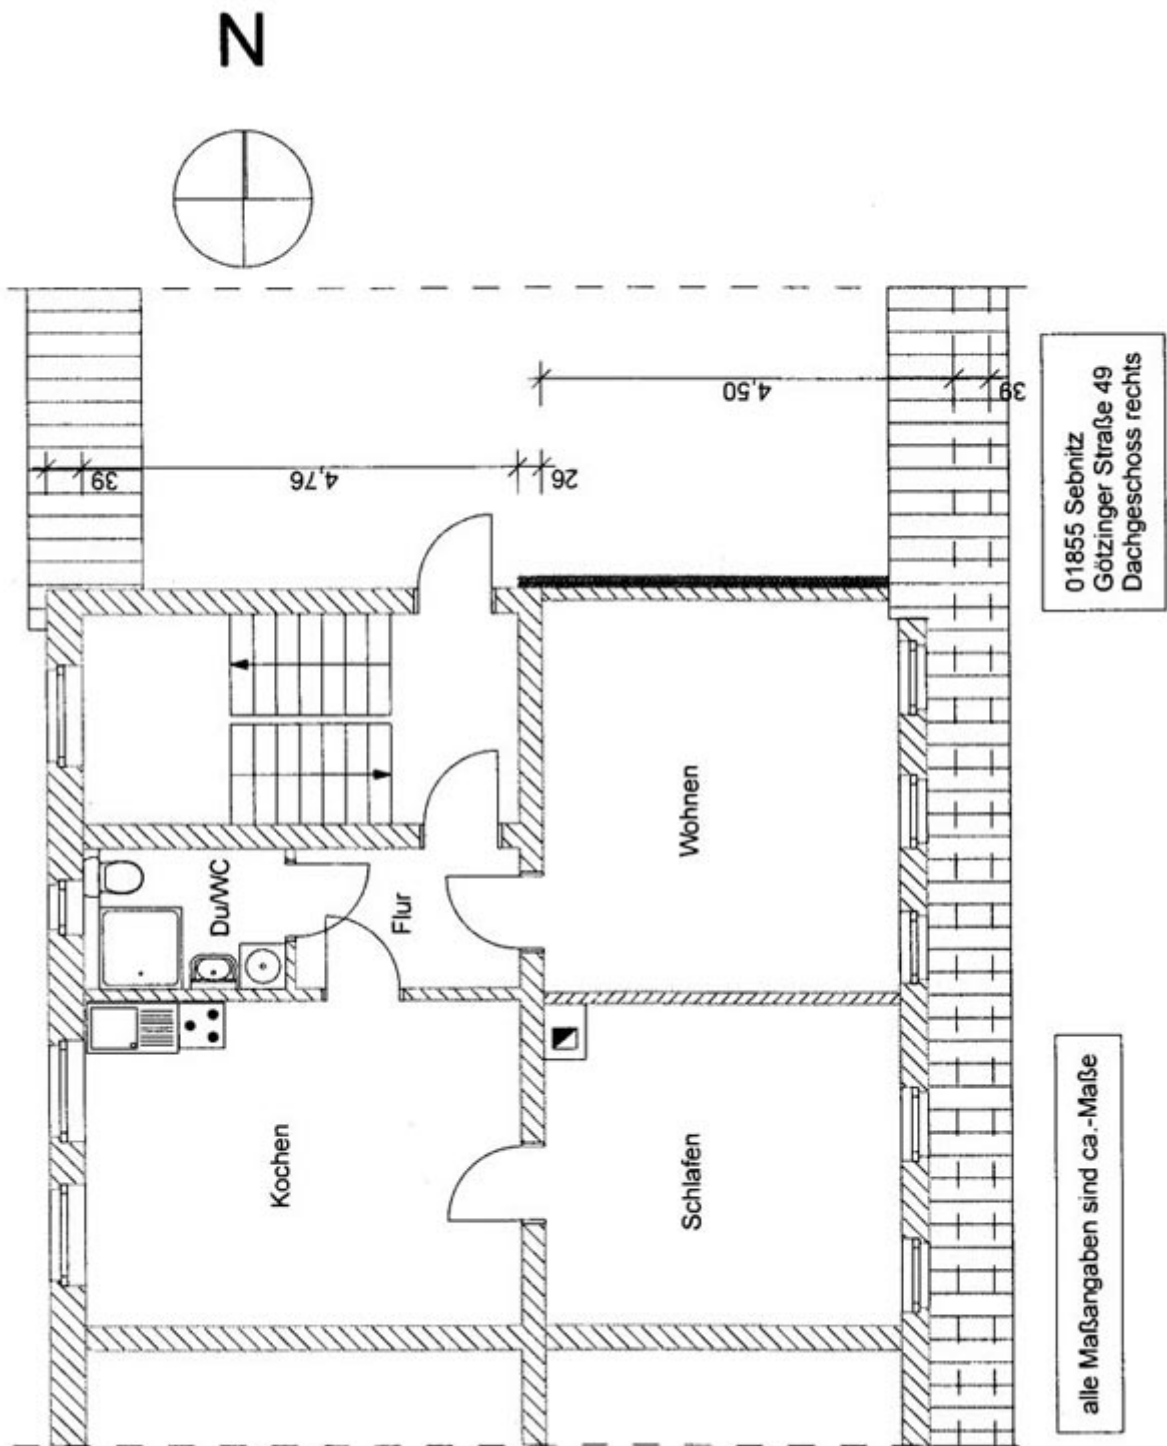 N
39
4,76
26
4,50
39
Du/WC
Flur
Wohnen
Kochen
Schlafen
01855 Sebnitz
Götzinger Straße 49
Dachgeschoss rechts
alle Maßangaben sind ca.-Maße